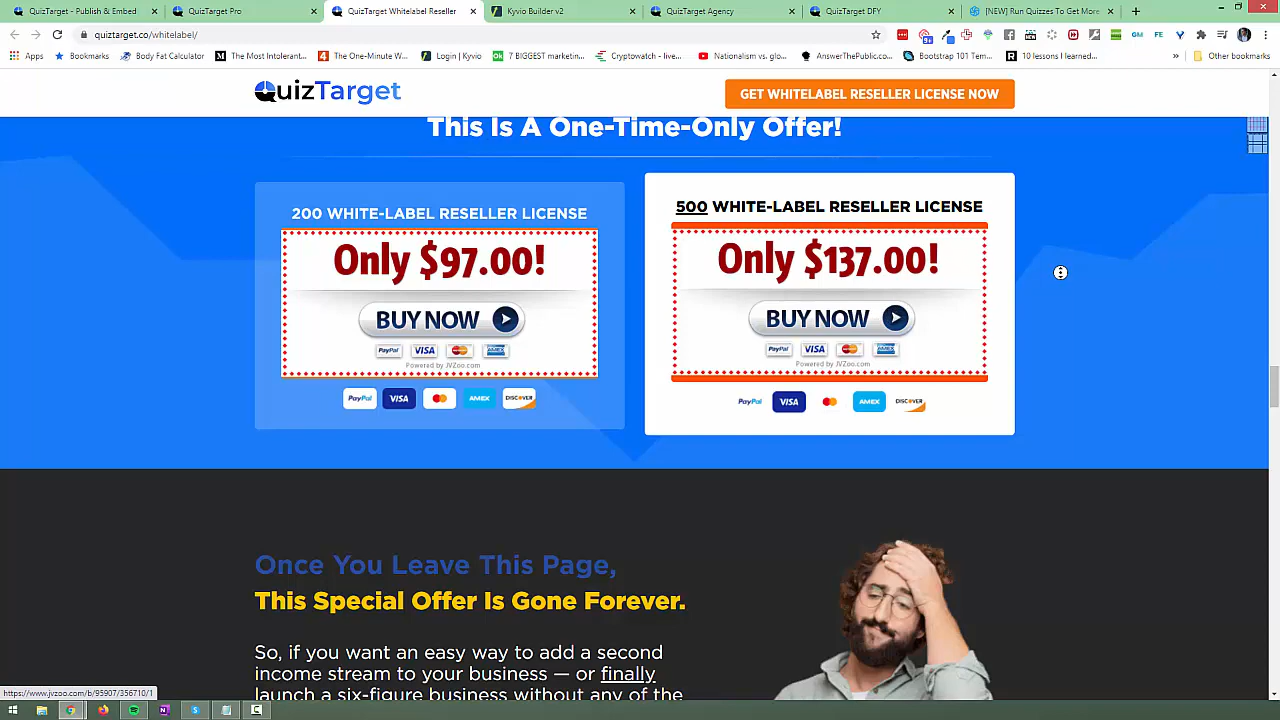 QuizTarget - Publish & Embed
QuizTarget Pro
QuizTarget Whitelabel Reseller
Kyvio Builder v2
QuizTarget Agency
QuizTarget DFY
[NEW] Run Quizzes To Get More
quiztarget.co/whitelabel/
Apps
Bookmarks
Body Fat Calculator
The Most Intolerant...
The One-Minute W...
Login | Kyvio
7 BIGGEST marketin...
Cryptowatch - live...
Nationalism vs. glo...
AnswerThePublic.co...
Bootstrap 101 Tem...
10 lessons I learned...
Other bookmarks
QuizTarget
GET WHITELABEL RESELLER LICENSE NOW
This Is A One-Time-Only Offer!
200 WHITE-LABEL RESELLER LICENSE
Only $97.00!
BUY NOW
PayPal VISA MasterCard AMEX
Powered by JVZoo.com
PayPal VISA AMEX DISCOVER
500 WHITE-LABEL RESELLER LICENSE
Only $137.00!
BUY NOW
PayPal VISA MasterCard AMEX
Powered by JVZoo.com
PayPal VISA AMEX DISCOVER
Once You Leave This Page,
This Special Offer Is Gone Forever.
So, if you want an easy way to add a second
income stream to your business — or finally
launch a six-figure business without any of the
https://www.jvzoo.com/b/95907/356710/1